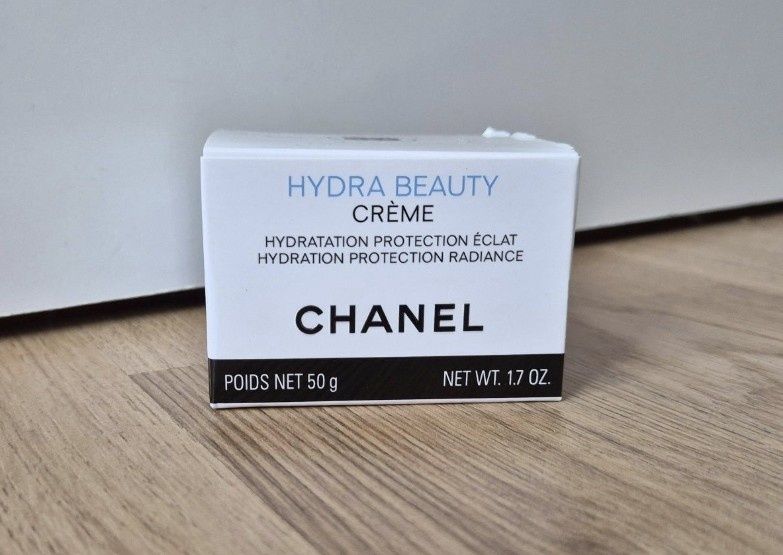 HYDRA BEAUTY
CRÈME
HYDRATATION PROTECTION ÉCLAT
HYDRATION PROTECTION RADIANCE
CHANEL
POIDS NET 50 g NET WT. 1.7 OZ.